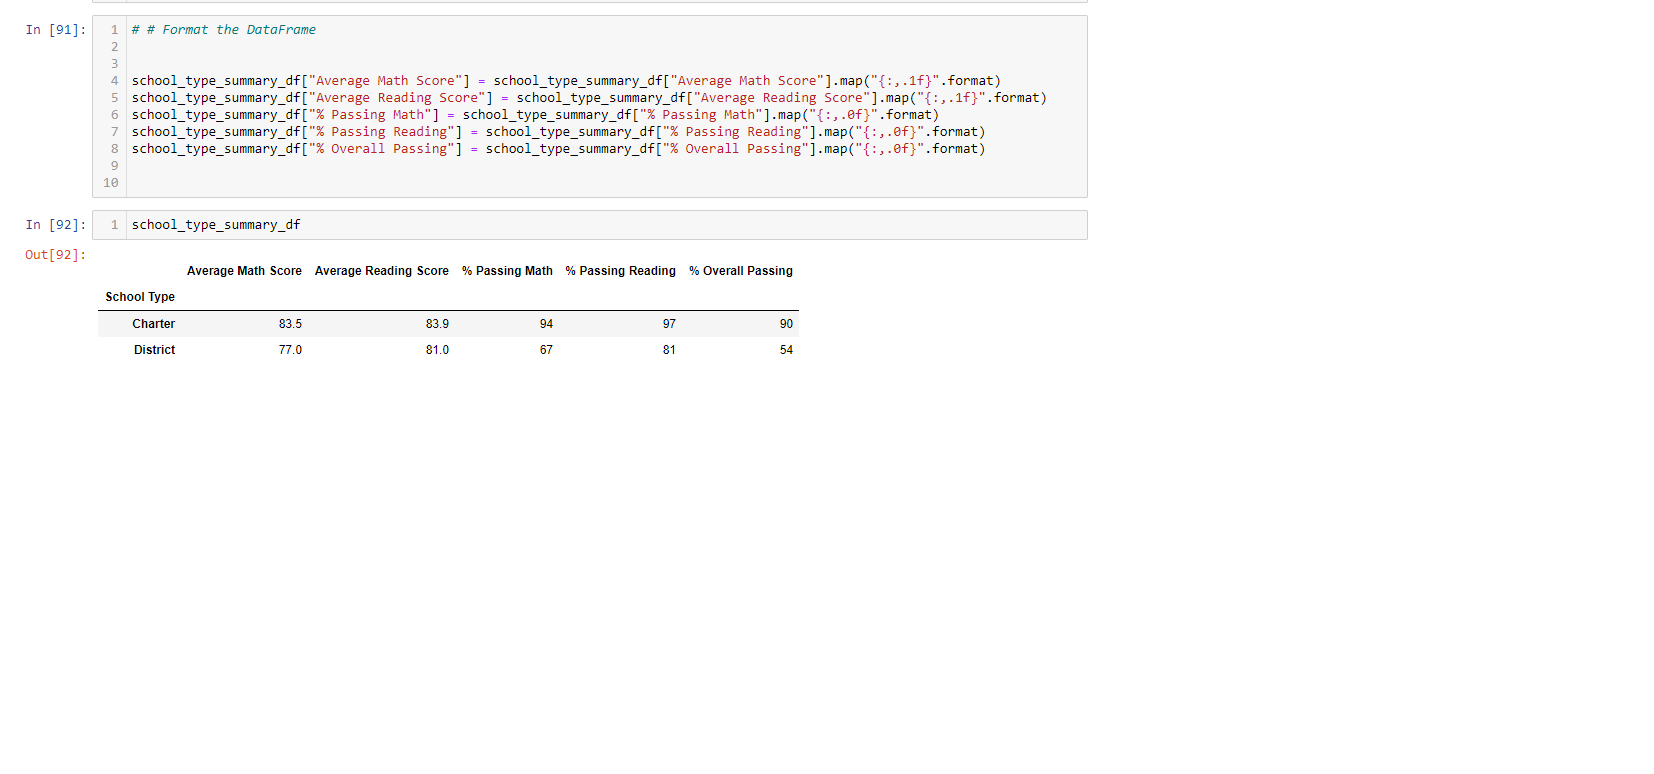 In [91]:
1 # # Format the DataFrame
2
3
4 school_type_summary_df["Average Math Score"] = school_type_summary_df["Average Math Score"].map("{:,.1f}".format)
5 school_type_summary_df["Average Reading Score"] = school_type_summary_df["Average Reading Score"].map("{:,.1f}".format)
6 school_type_summary_df["% Passing Math"] = school_type_summary_df["% Passing Math"].map("{:,.0f}".format)
7 school_type_summary_df["% Passing Reading"] = school_type_summary_df["% Passing Reading"].map("{:,.0f}".format)
8 school_type_summary_df["% Overall Passing"] = school_type_summary_df["% Overall Passing"].map("{:,.0f}".format)
9
10
In [92]:
1 school_type_summary_df
Out[92]:
Average Math Score Average Reading Score % Passing Math % Passing Reading % Overall Passing
School Type
Charter 83.5 83.9 94 97 90
District 77.0 81.0 67 81 54